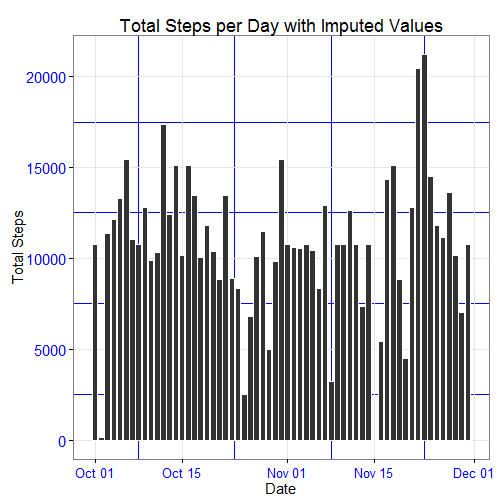 Total Steps per Day with Imputed Values
Total Steps
20000
15000
10000
5000
0
Oct 01
Oct 15
Nov 01
Nov 15
Dec 01
Date